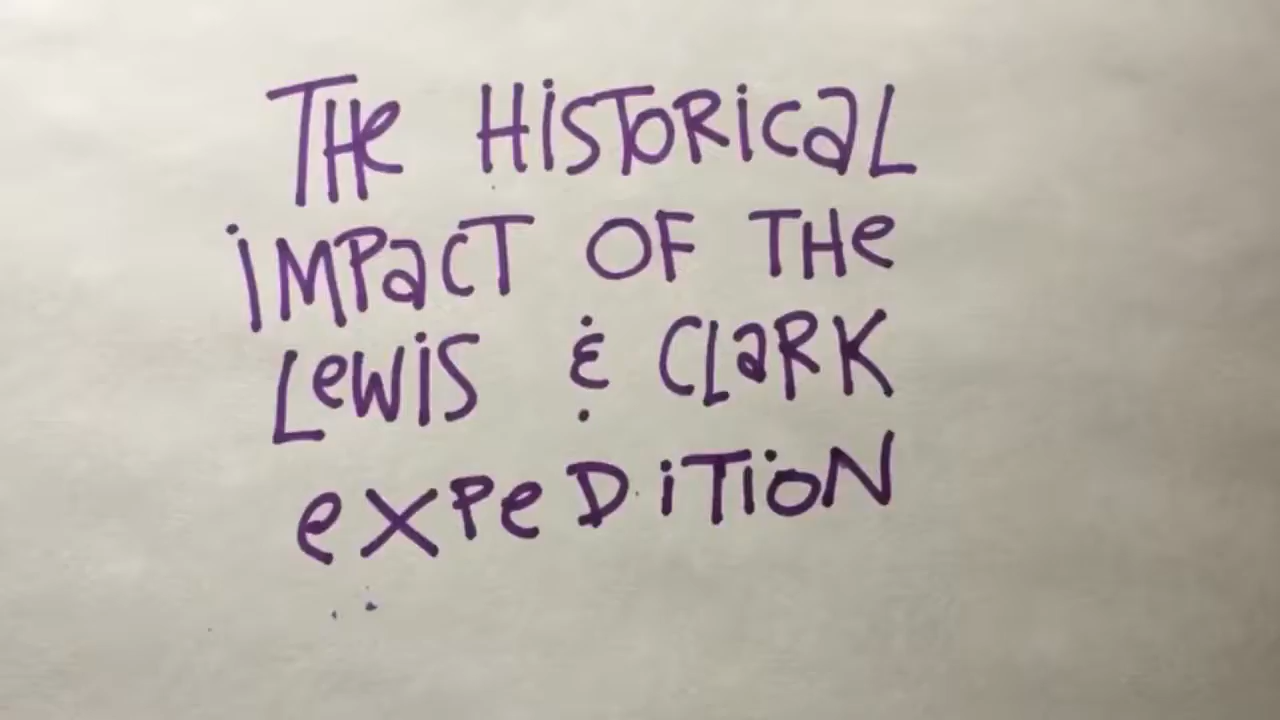 THe HiSTORicaL
iMPacT OF THe
LewiS & CLaRK
exPeDiTiON